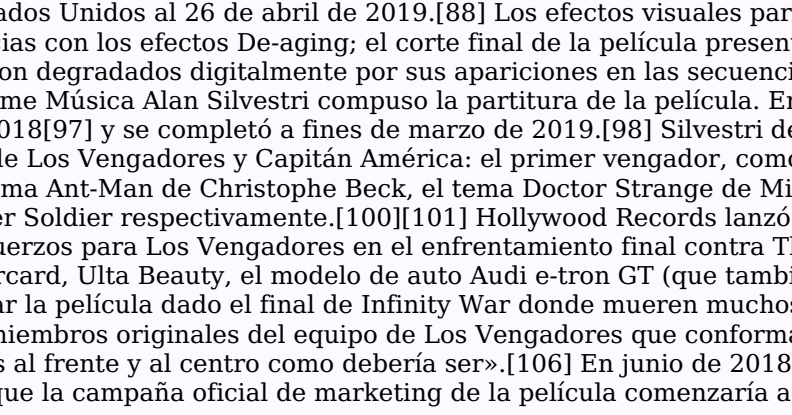 ados Unidos al 26 de abril de 2019.[88] Los efectos visuales par
ias con los efectos De-aging; el corte final de la película presen
on degradados digitalmente por sus apariciones en las secuenci
me Música Alan Silvestri compuso la partitura de la película. En
018[97] y se completó a fines de marzo de 2019.[98] Silvestri de
de Los Vengadores y Capitán América: el primer vengador, como
ma Ant-Man de Christophe Beck, el tema Doctor Strange de Mi
er Soldier respectivamente.[100][101] Hollywood Records lanzó
uerzos para Los Vengadores en el enfrentamiento final contra Th
rcard, Ulta Beauty, el modelo de auto Audi e-tron GT (que tambi
ar la película dado el final de Infinity War donde mueren muchos
miembros originales del equipo de Los Vengadores que conforma
s al frente y al centro como debería ser».[106] En junio de 2018
que la campaña oficial de marketing de la película comenzaría a